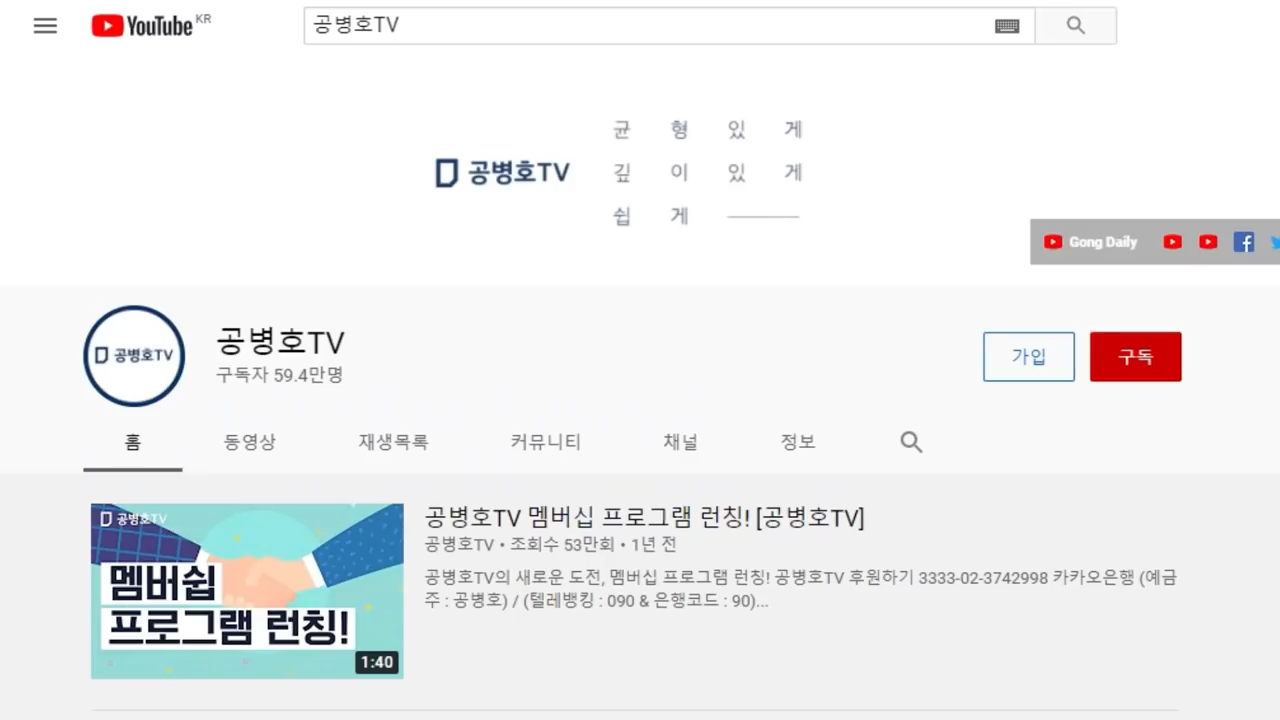 YouTube KR
공병호TV
균 형 있 게
공병호TV
깊 이 있 게
쉽 게
Gong Daily
공병호TV
공병호TV
구독자 59.4만명
가입
구독
홈 동영상 재생목록 커뮤니티 채널 정보
공병호TV
멤버쉽
프로그램 런칭!
1:40
공병호TV 멤버십 프로그램 런칭! [공병호TV]
공병호TV • 조회수 53만회 • 1년 전
공병호TV의 새로운 도전, 멤버십 프로그램 런칭! 공병호TV 후원하기 3333-02-3742998 카카오은행 (예금
주 : 공병호) / (텔레뱅킹 : 090 & 은행코드 : 90)...